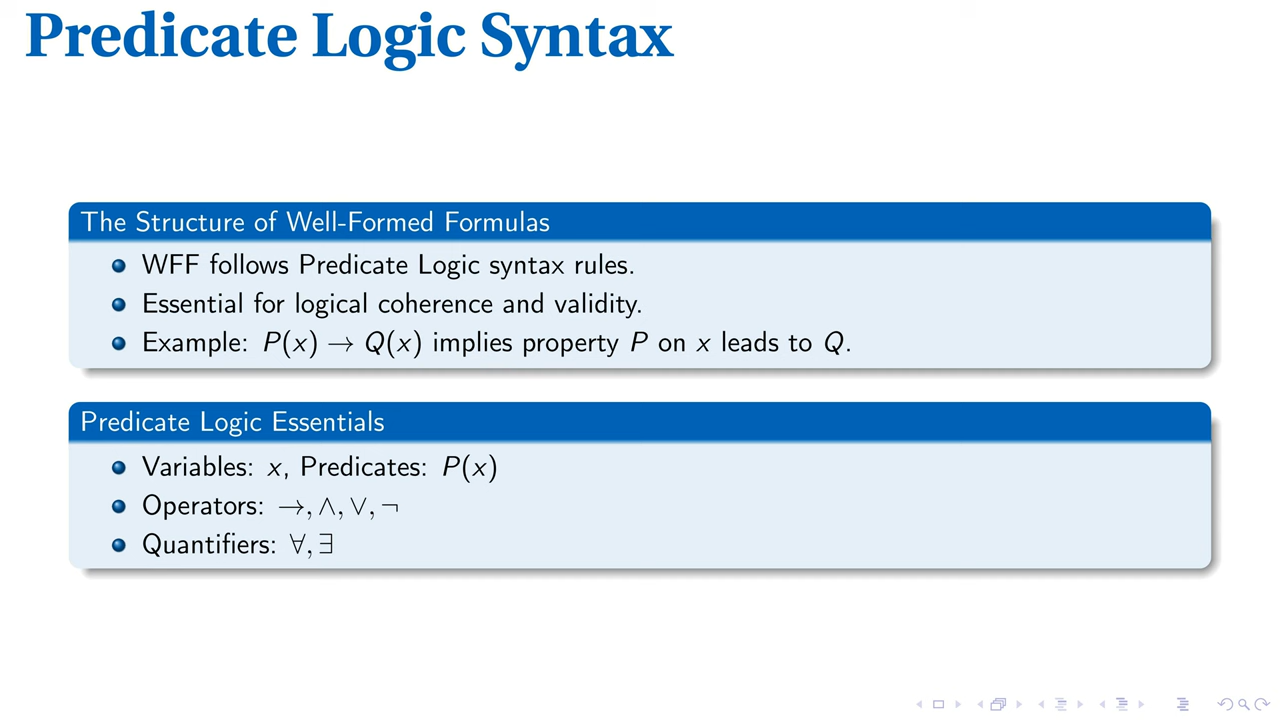 Predicate Logic Syntax
The Structure of Well-Formed Formulas
WFF follows Predicate Logic syntax rules.
Essential for logical coherence and validity.
Example: P(x) → Q(x) implies property P on x leads to Q.
Predicate Logic Essentials
Variables: x, Predicates: P(x)
Operators: →, ∧, ∨, ¬
Quantifiers: ∀, ∃